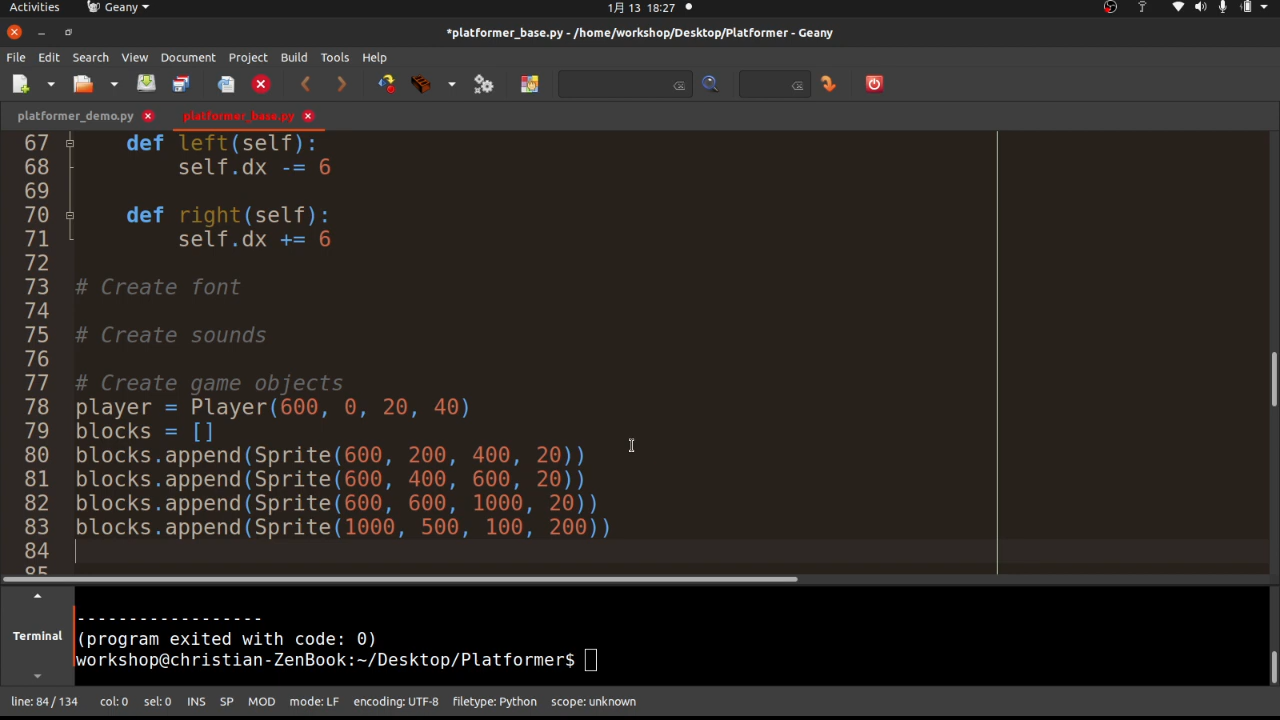 Activities Geany 1月 13 18:27
*platformer_base.py - /home/workshop/Desktop/Platformer - Geany
File Edit Search View Document Project Build Tools Help
platformer_demo.py platformer_base.py
67 def left(self):
68 self.dx -= 6
69
70 def right(self):
71 self.dx += 6
72
73 # Create font
74
75 # Create sounds
76
77 # Create game objects
78 player = Player(600, 0, 20, 40)
79 blocks = []
80 blocks.append(Sprite(600, 200, 400, 20))
81 blocks.append(Sprite(600, 400, 600, 20))
82 blocks.append(Sprite(600, 600, 1000, 20))
83 blocks.append(Sprite(1000, 500, 100, 200))
84
85
Terminal
------------------
(program exited with code: 0)
workshop@christian-ZenBook:~/Desktop/Platformer$
line: 84 / 134 col: 0 sel: 0 INS SP MOD mode: LF encoding: UTF-8 filetype: Python scope: unknown